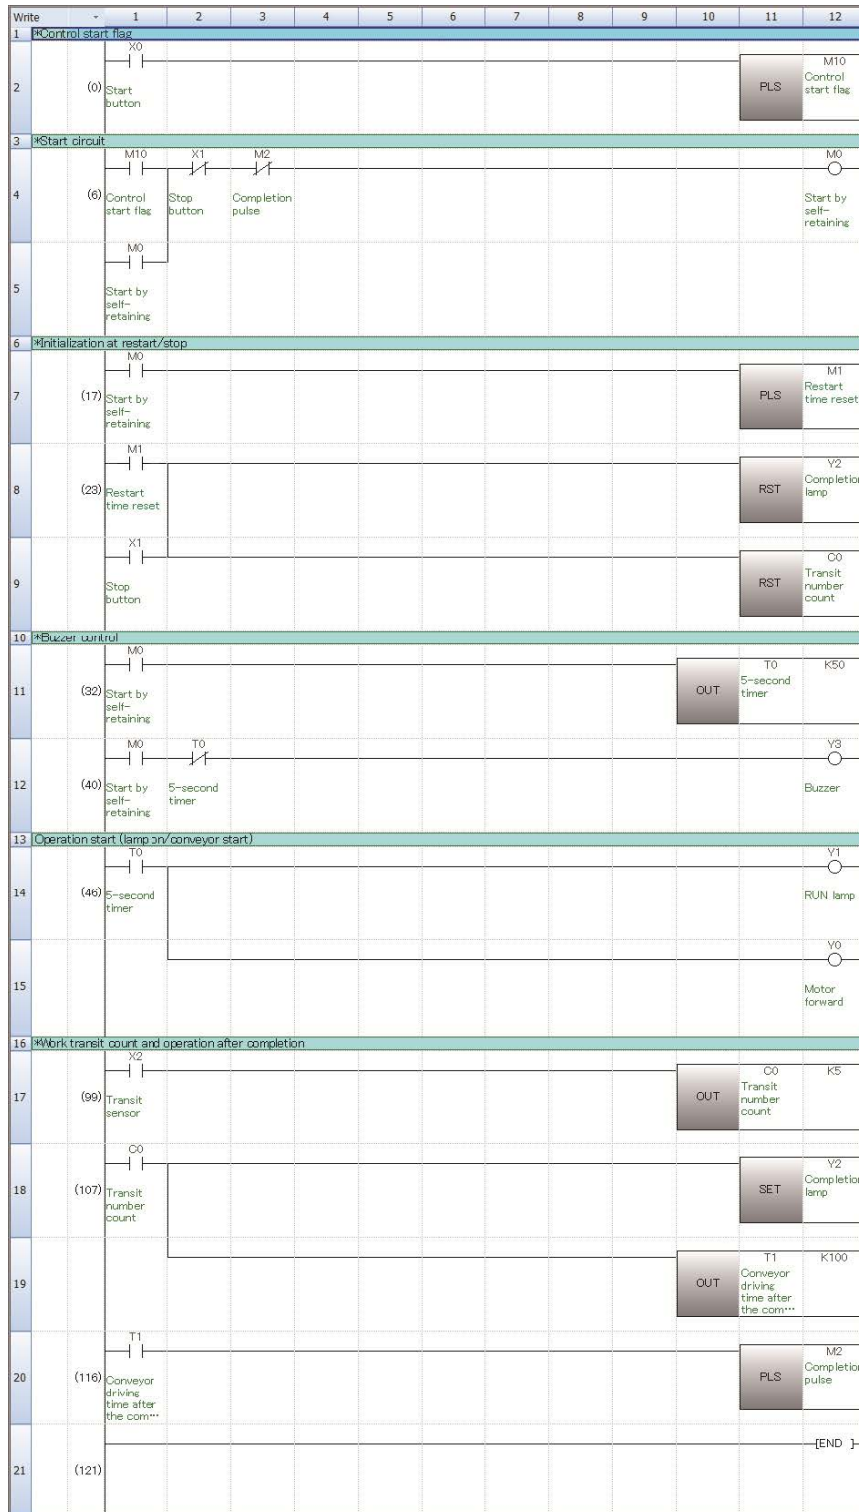 Write 1 2 3 4 5 6 7 8 9 10 11 12
1 *Control start flag
X0
M10
2 (0) Start button
PLS
Control start flag
3 *Start circuit
M10 X1 M2 M0
4 (6) Control start flag
Stop button
Completion pulse
Start by self-retaining
M0
5 Start by self-retaining
6 *Initialization at restart/stop
M0
M1
7 (17) Start by self-retaining
PLS
Restart time reset
M1
Y2
8 (23) Restart time reset
RST
Completion lamp
X1
C0
9 Stop button
RST
Transit number count
10 *Buzzer control
M0
T0 K50
11 (32) Start by self-retaining
OUT
5-second timer
M0 T0 Y3
12 (40) Start by self-retaining
5-second timer
Buzzer
13 Operation start (lamp on/conveyor start)
T0 Y1
14 (46) 5-second timer
RUN lamp
Y0
15 Motor forward
16 *Work transit count and operation after completion
X2
C0 K5
17 (99) Transit sensor
OUT
Transit number count
C0
Y2
18 (107) Transit number count
SET
Completion lamp
T1 K100
19 OUT
Conveyor driving time after the com…
T1
M2
20 (116) Conveyor driving time after the com…
PLS
Completion pulse
[END ]
21 (121)